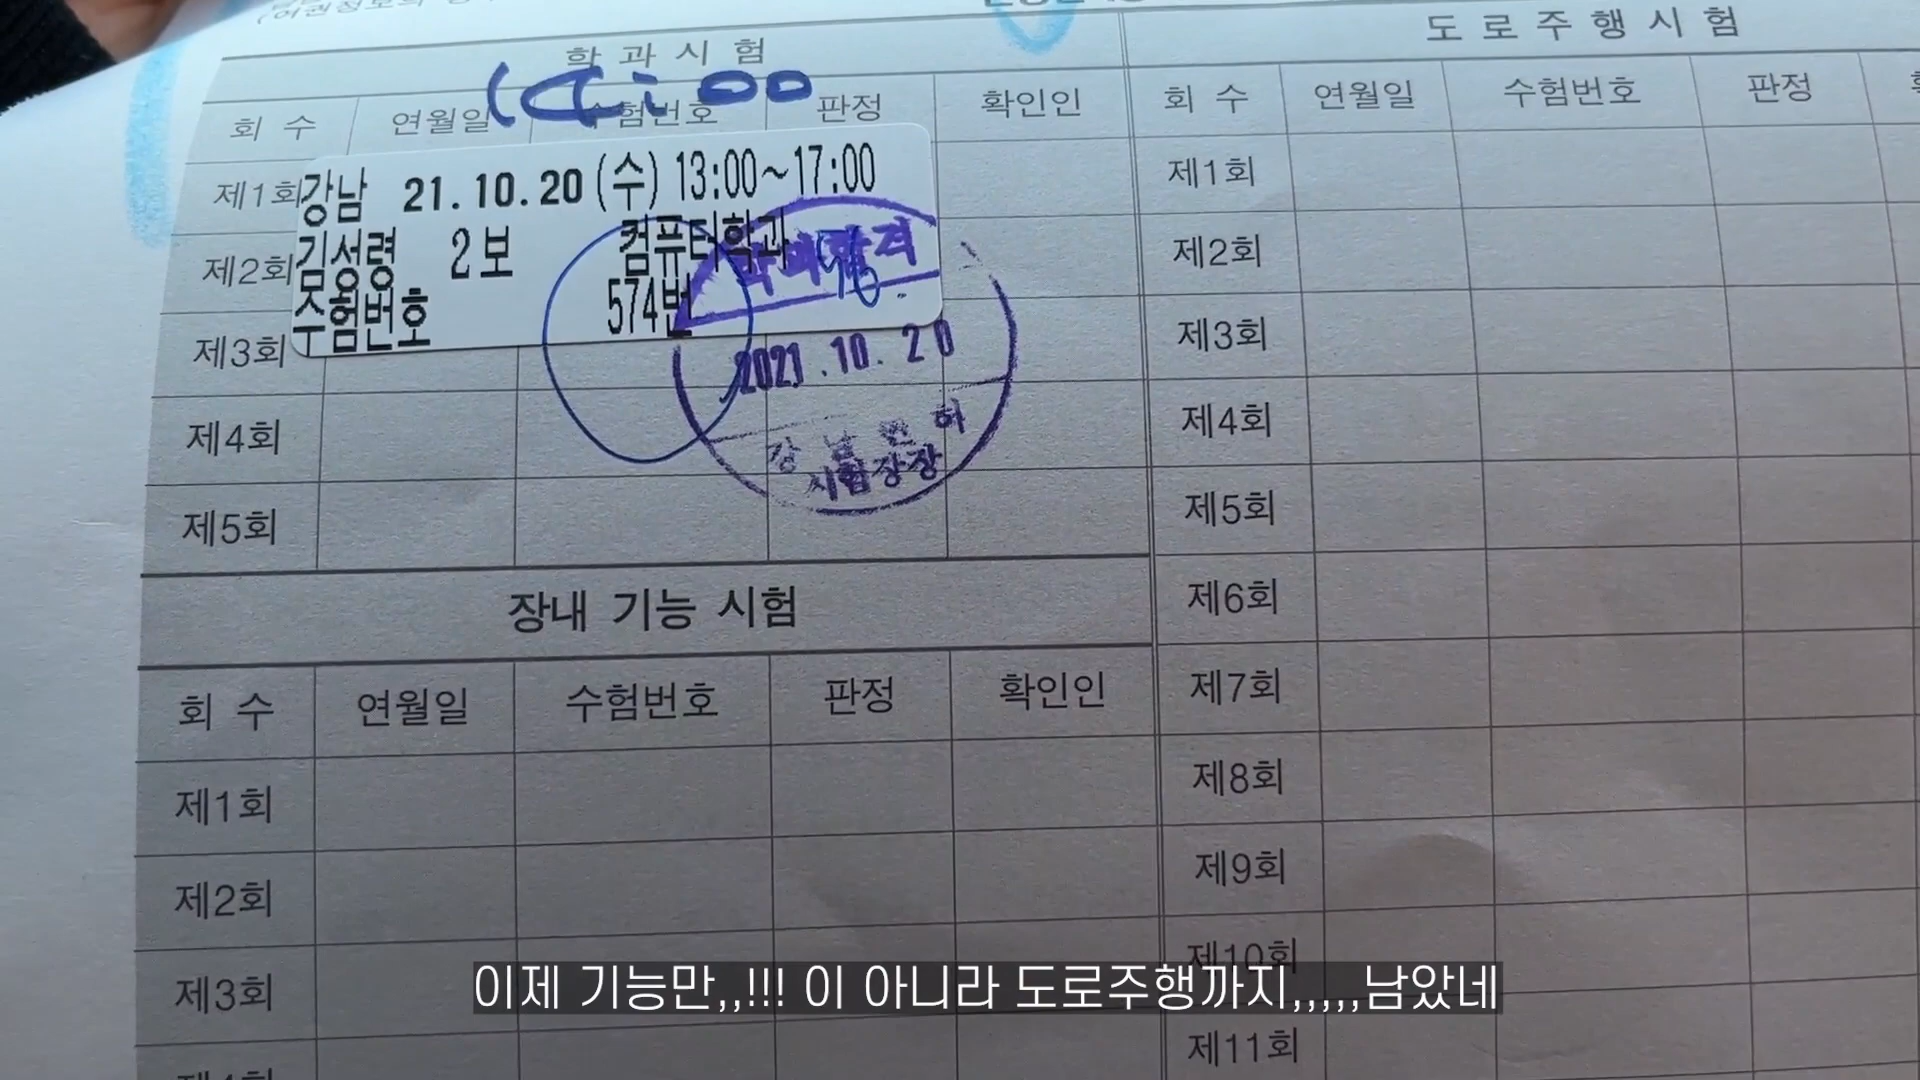 학 과 시 험
회 수 연월일 수험번호 판정 확인인
제1회
제2회
제3회
제4회
제5회
강남 21.10.20(수) 13:00~17:00
김성령 2보 컴퓨터학과
수험번호 574번
2021.10.20
강남면허
시험장장
장내 기능 시험
회 수 연월일 수험번호 판정 확인인
제1회
제2회
제3회
도 로 주 행 시 험
회 수 연월일 수험번호 판정
제1회
제2회
제3회
제4회
제5회
제6회
제7회
제8회
제9회
제10회
제11회
이제 기능만,,!!! 이 아니라 도로주행까지,,,,,남았네